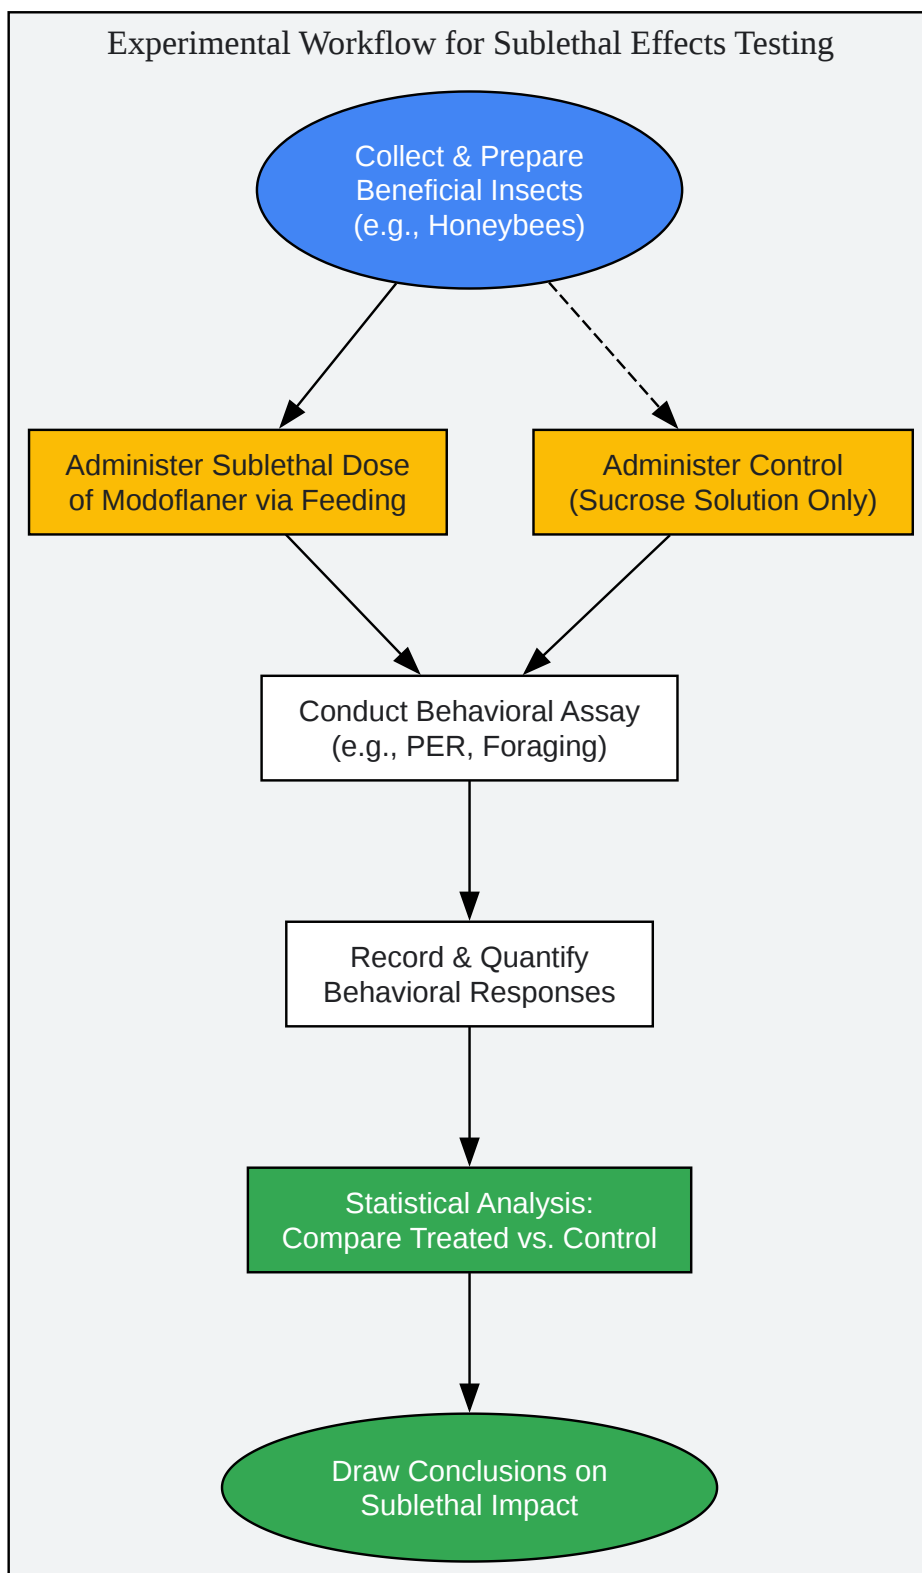 Experimental Workflow for Sublethal Effects Testing
Collect & Prepare
Beneficial Insects
(e.g., Honeybees)
Administer Sublethal Dose
of Modoflaner via Feeding
Administer Control
(Sucrose Solution Only)
Conduct Behavioral Assay
(e.g., PER, Foraging)
Record & Quantify
Behavioral Responses
Statistical Analysis:
Compare Treated vs. Control
Draw Conclusions on
Sublethal Impact